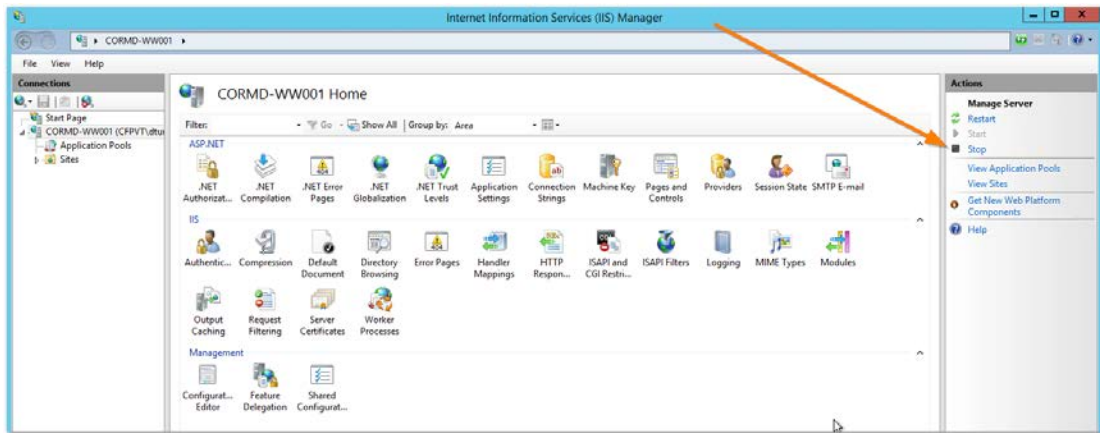 Internet Information Services (IIS) Manager
CORMD-WW001
File View Help
Connections
Start Page
CORMD-WW001 (CFPVT\dtur
Application Pools
Sites
CORMD-WW001 Home
Filter: Go Show All Group by: Area
ASP.NET
.NET Authorizat...
.NET Compilation
.NET Error Pages
.NET Globalization
.NET Trust Levels
Application Settings
Connection Strings
Machine Key
Pages and Controls
Providers
Session State
SMTP E-mail
IIS
Authentic...
Compression
Default Document
Directory Browsing
Error Pages
Handler Mappings
HTTP Respon...
ISAPI and CGI Restri...
ISAPI Filters
Logging
MIME Types
Modules
Output Caching
Request Filtering
Server Certificates
Worker Processes
Management
Configurat... Editor
Feature Delegation
Shared Configurat...
Actions
Manage Server
Restart
Start
Stop
View Application Pools
View Sites
Get New Web Platform
Components
Help